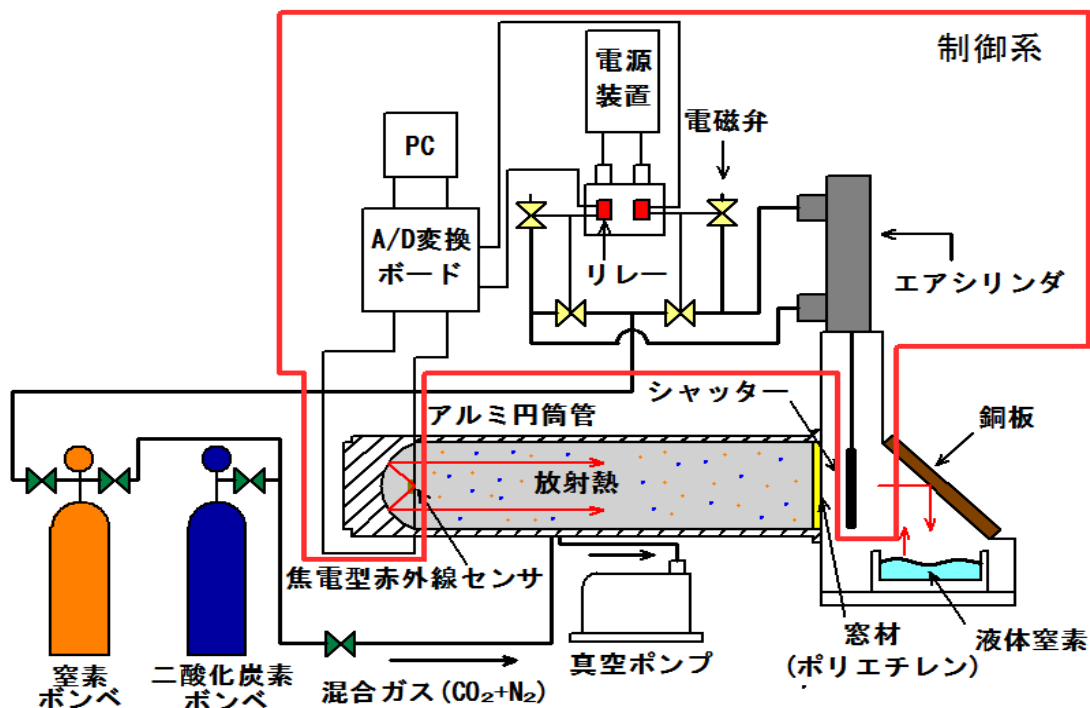 制御系
電源
装置
電磁弁
PC
A/D変換
ボード
リレー
エアシリンダ
シャッター
アルミ円筒管
銅板
放射熱
焦電型赤外線センサ
窓材
(ポリエチレン)
液体窒素
真空ポンプ
窒素
ボンベ
二酸化炭素
ボンベ
混合ガス(CO₂+N₂)